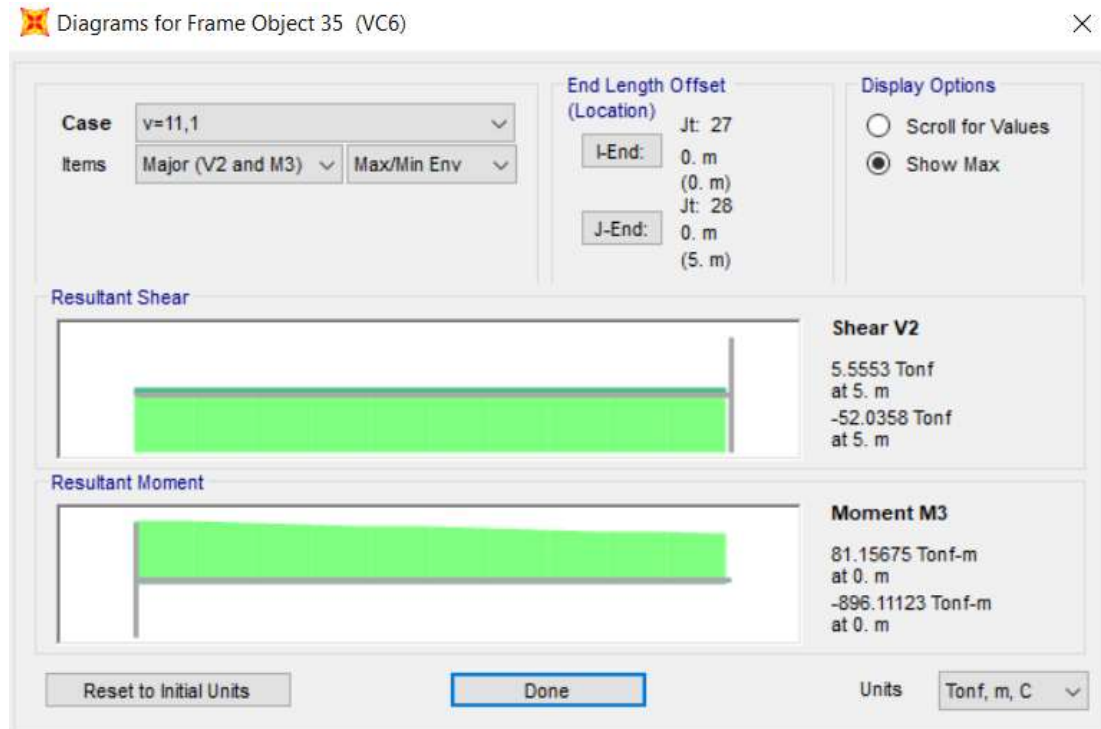 Diagrams for Frame Object 35 (VC6)
Case v=11,1
Items Major (V2 and M3) Max/Min Env
End Length Offset
(Location)
Jt: 27
I-End: 0. m
(0. m)
Jt: 28
J-End: 0. m
(5. m)
Display Options
Scroll for Values
Show Max
Resultant Shear
Shear V2
5.5553 Tonf
at 5. m
-52.0358 Tonf
at 5. m
Resultant Moment
Moment M3
81.15675 Tonf-m
at 0. m
-896.11123 Tonf-m
at 0. m
Reset to Initial Units Done Units Tonf, m, C